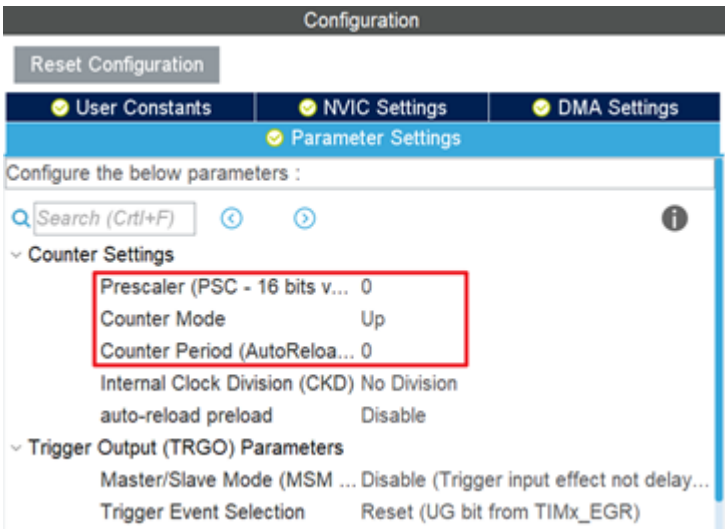 Configuration
Reset Configuration
User Constants NVIC Settings DMA Settings
Parameter Settings
Configure the below parameters :
Search (Crtl+F)
Counter Settings
Prescaler (PSC - 16 bits v... 0
Counter Mode Up
Counter Period (AutoReloa... 0
Internal Clock Division (CKD) No Division
auto-reload preload Disable
Trigger Output (TRGO) Parameters
Master/Slave Mode (MSM ... Disable (Trigger input effect not delay...
Trigger Event Selection Reset (UG bit from TIMx_EGR)